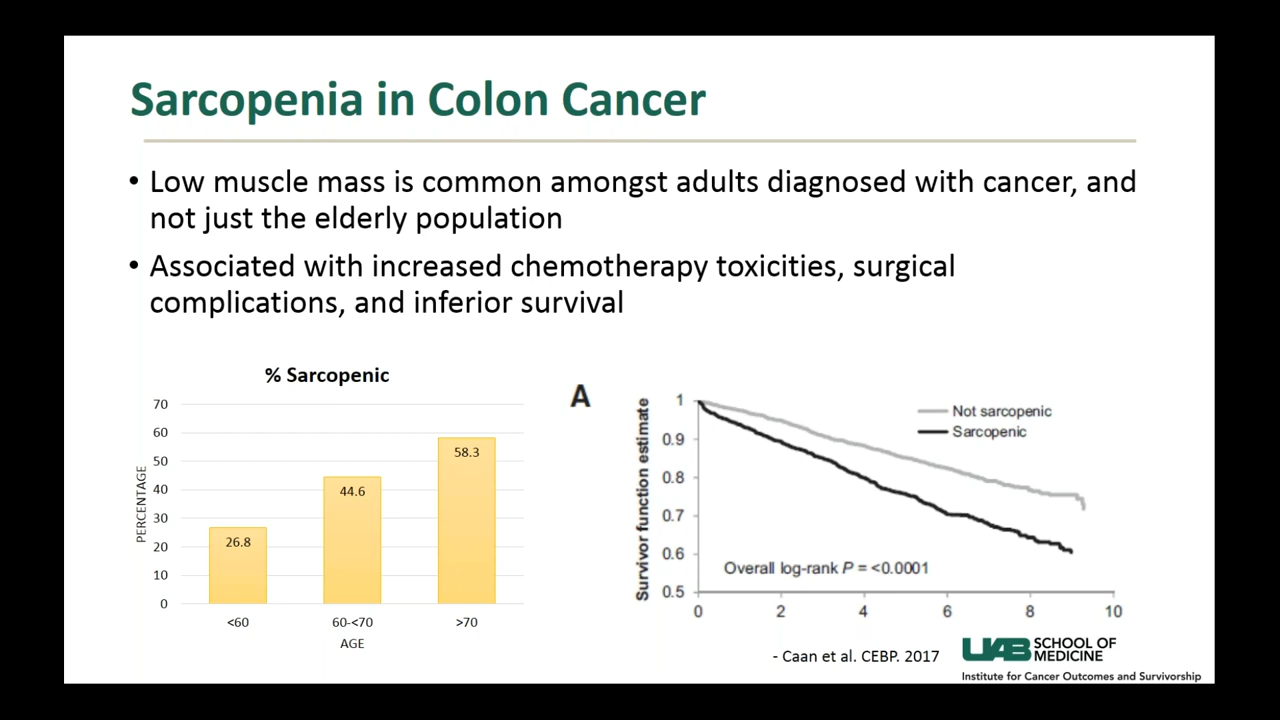 Sarcopenia in Colon Cancer
• Low muscle mass is common amongst adults diagnosed with cancer, and
not just the elderly population
• Associated with increased chemotherapy toxicities, surgical
complications, and inferior survival
% Sarcopenic
PERCENTAGE
70
60
50
40
30
20
10
0
26.8
44.6
58.3
<60
60-<70
>70
AGE
A
Survivor function estimate
1
0.9
0.8
0.7
0.6
0.5
Not sarcopenic
Sarcopenic
Overall log-rank P = <0.0001
0
2
4
6
8
10
- Caan et al. CEBP. 2017
UAB SCHOOL OF
MEDICINE
Institute for Cancer Outcomes and Survivorship